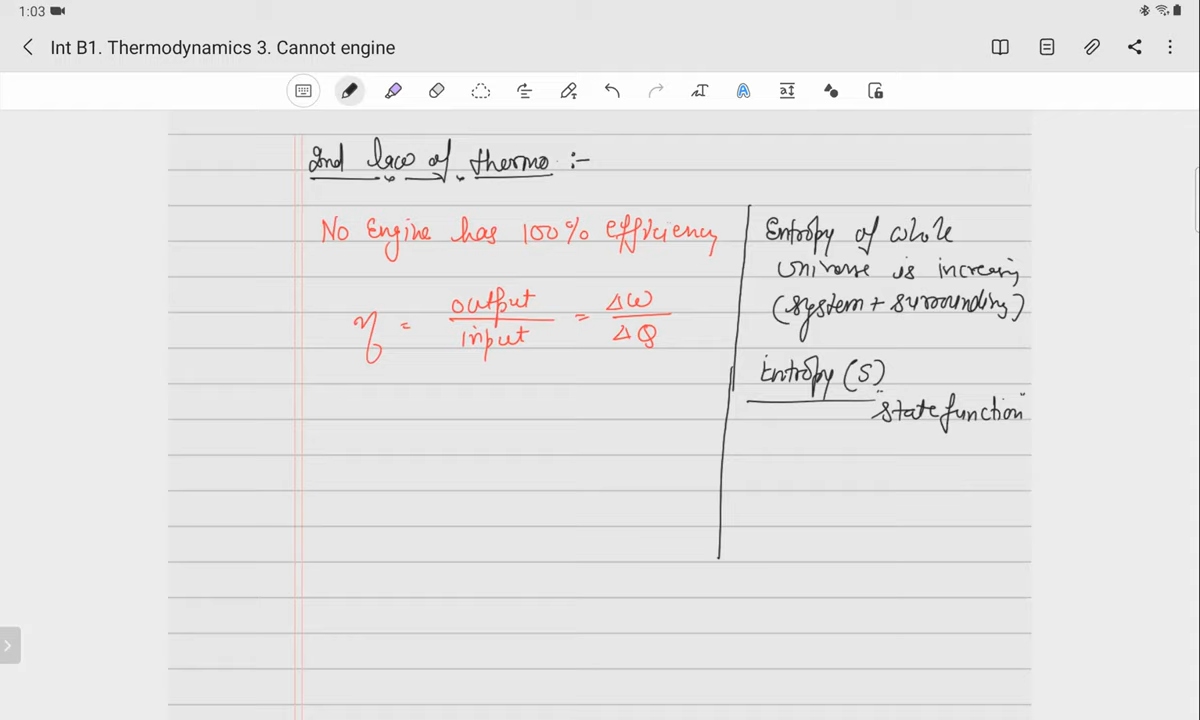 1:03
Int B1. Thermodynamics 3. Cannot engine
2nd law of thermo :-
No Engine has 100% efficiency
η = output/input = ΔW/ΔQ
Entropy of whole
universe is increasing
(system + surrounding)
Entropy (S)
"state function"